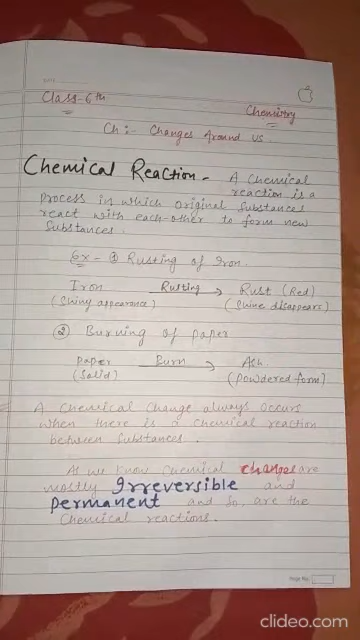 Class-6th
Chemistry
Ch:- Changes Around us.
Chemical Reaction - A Chemical
reaction is a
process in which original Substances
react with each-other to form new
Substances.
Ex- ① Rusting of Iron.
Iron Rusting → Rust (Red)
(Shiny appearance) (Shine disappears)
② Burning of paper
paper Burn → Ash
(Solid) (powdered form)
A Chemical Change always occurs
when there is a chemical reaction
between Substances.
As we know Chemical changes are
mostly Irreversible and
permanent and so, are the
Chemical reactions.
Page No.
clideo.com